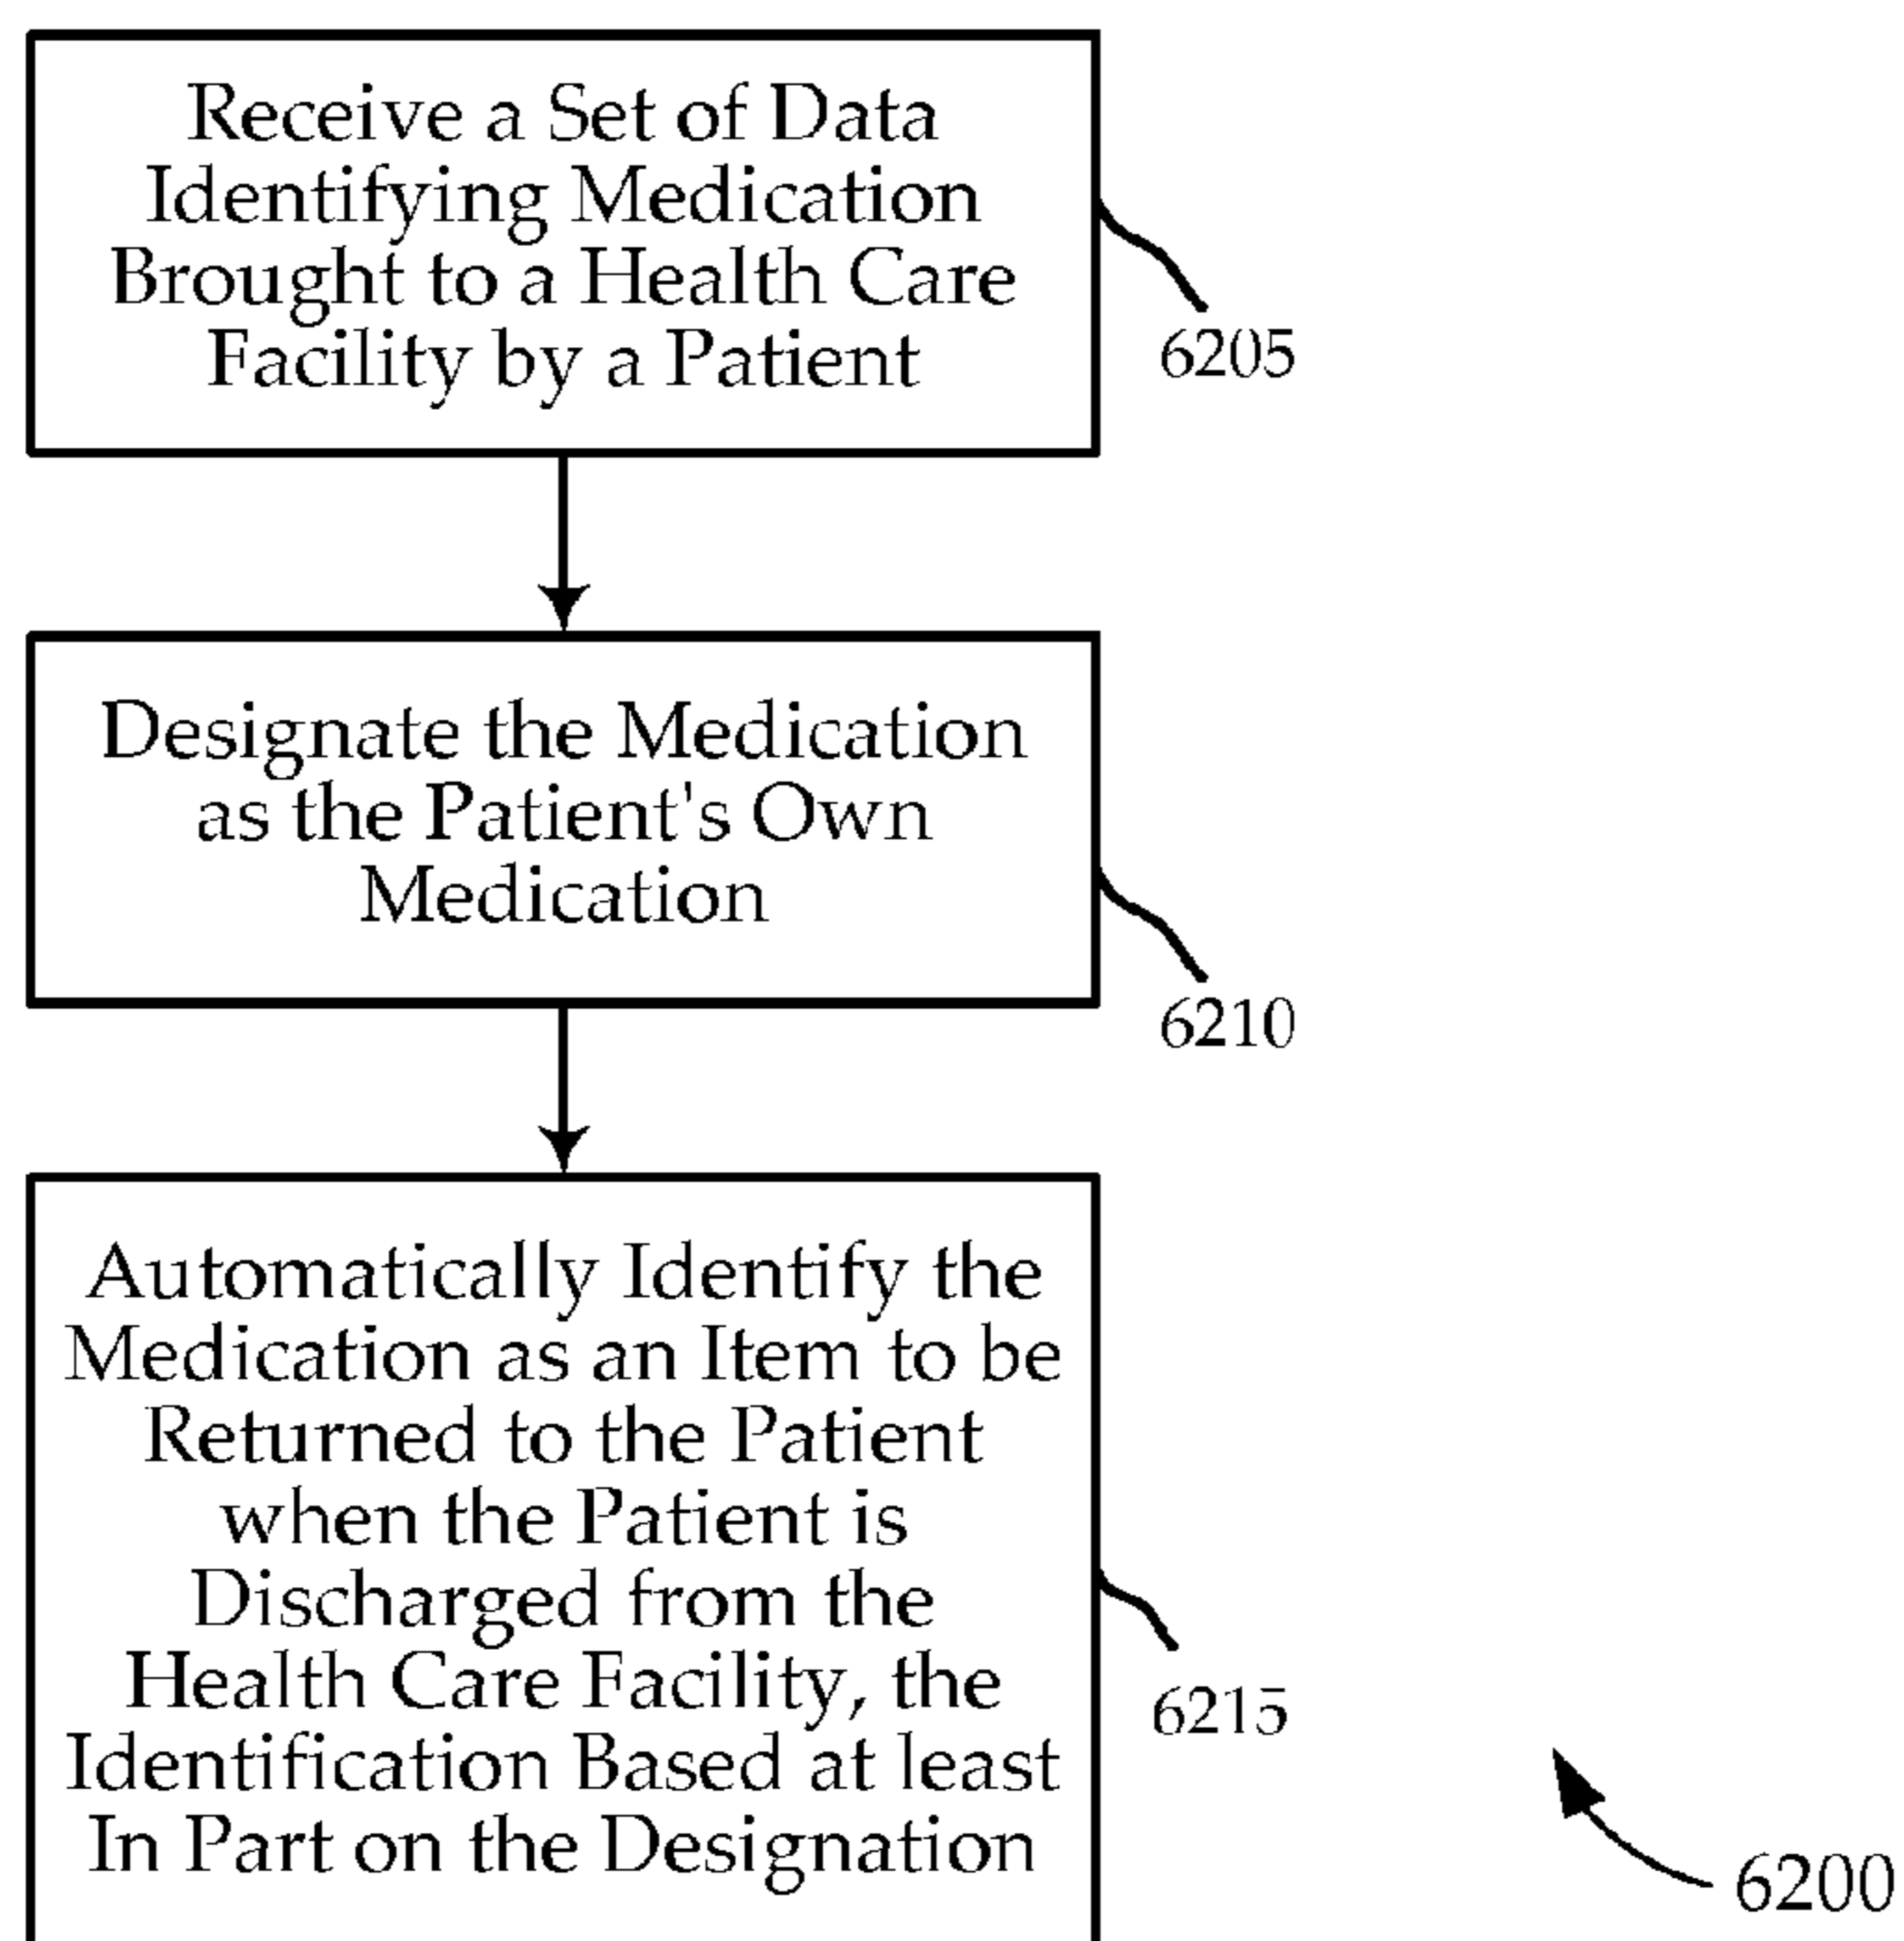 Receive a Set of Data
Identifying Medication
Brought to a Health Care
Facility by a Patient
6205
Designate the Medication
as the Patient's Own
Medication
6210
Automatically Identify the
Medication as an Item to be
Returned to the Patient
when the Patient is
Discharged from the
Health Care Facility, the
Identification Based at least
In Part on the Designation
6215
6200